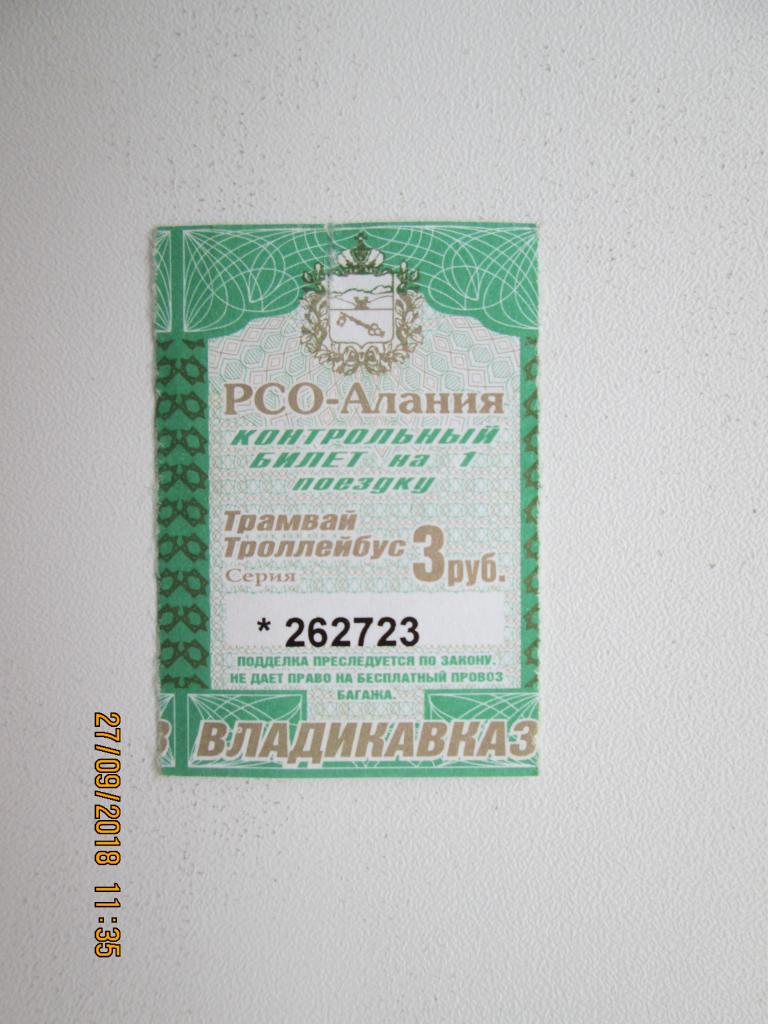 РСО-Алания
КОНТРОЛЬНЫЙ
БИЛЕТ на 1
поездку
Трамвай
Троллейбус 3 руб.
Серия
* 262723
ПОДДЕЛКА ПРЕСЛЕДУЕТСЯ ПО ЗАКОНУ.
НЕ ДАЕТ ПРАВО НА БЕСПЛАТНЫЙ ПРОВОЗ
БАГАЖА.
З ВЛАДИКАВКАЗ
27/09/2018 11:35